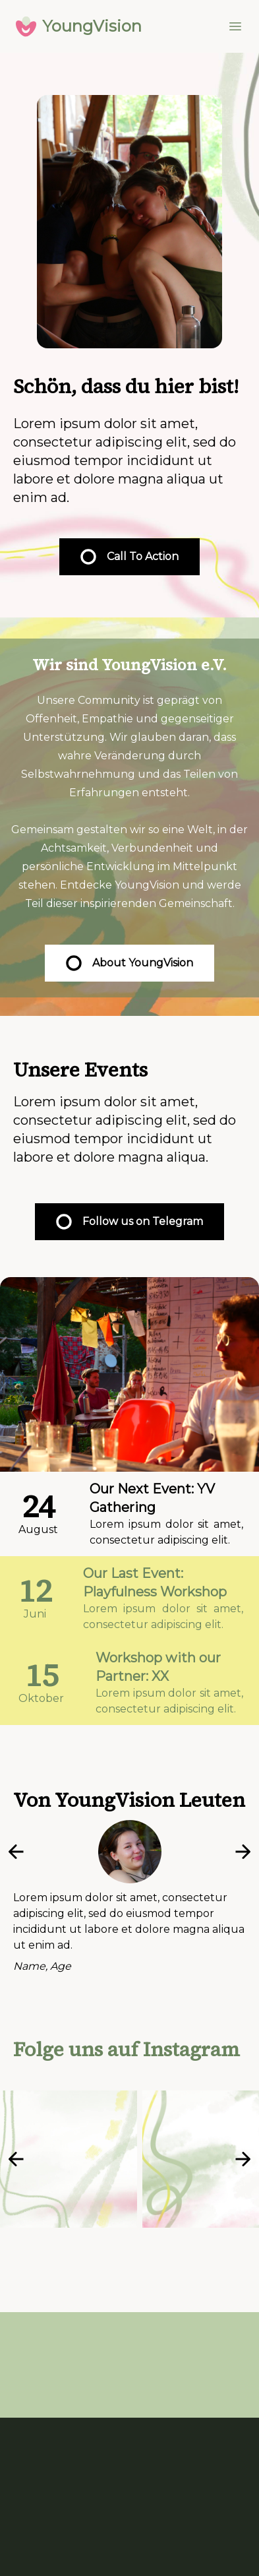 YoungVision
Schön, dass du hier bist!
Lorem ipsum dolor sit amet,
consectetur adipiscing elit, sed do
eiusmod tempor incididunt ut
labore et dolore magna aliqua ut
enim ad.
Call To Action
Wir sind YoungVision e.V.
Unsere Community ist geprägt von
Offenheit, Empathie und gegenseitiger
Unterstützung. Wir glauben daran, dass
wahre Veränderung durch
Selbstwahrnehmung und das Teilen von
Erfahrungen entsteht.
Gemeinsam gestalten wir so eine Welt, in der
Achtsamkeit, Verbundenheit und
persönliche Entwicklung im Mittelpunkt
stehen. Entdecke YoungVision und werde
Teil dieser inspirierenden Gemeinschaft.
About YoungVision
Unsere Events
Lorem ipsum dolor sit amet,
consectetur adipiscing elit, sed do
eiusmod tempor incididunt ut
labore et dolore magna aliqua.
Follow us on Telegram
24
August
Our Next Event: YV
Gathering
Lorem ipsum dolor sit amet,
consectetur adipiscing elit.
12
Juni
Our Last Event:
Playfulness Workshop
Lorem ipsum dolor sit amet,
consectetur adipiscing elit.
15
Oktober
Workshop with our
Partner: XX
Lorem ipsum dolor sit amet,
consectetur adipiscing elit.
Von YoungVision Leuten
Lorem ipsum dolor sit amet, consectetur
adipiscing elit, sed do eiusmod tempor
incididunt ut labore et dolore magna aliqua
ut enim ad.
Name, Age
Folge uns auf Instagram